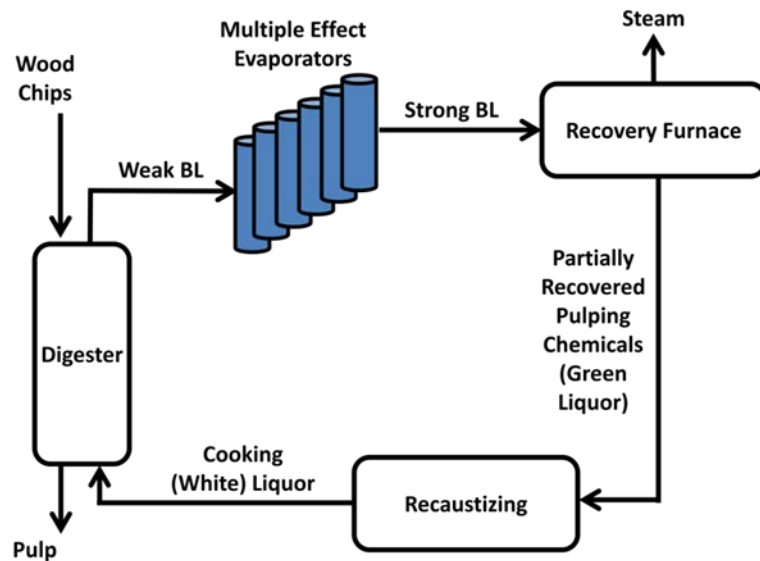 Multiple Effect
Evaporators
Steam
Wood
Chips
Strong BL
Recovery Furnace
Weak BL
Partially
Recovered
Pulping
Chemicals
(Green
Liquor)
Digester
Cooking
(White) Liquor
Recaustizing
Pulp